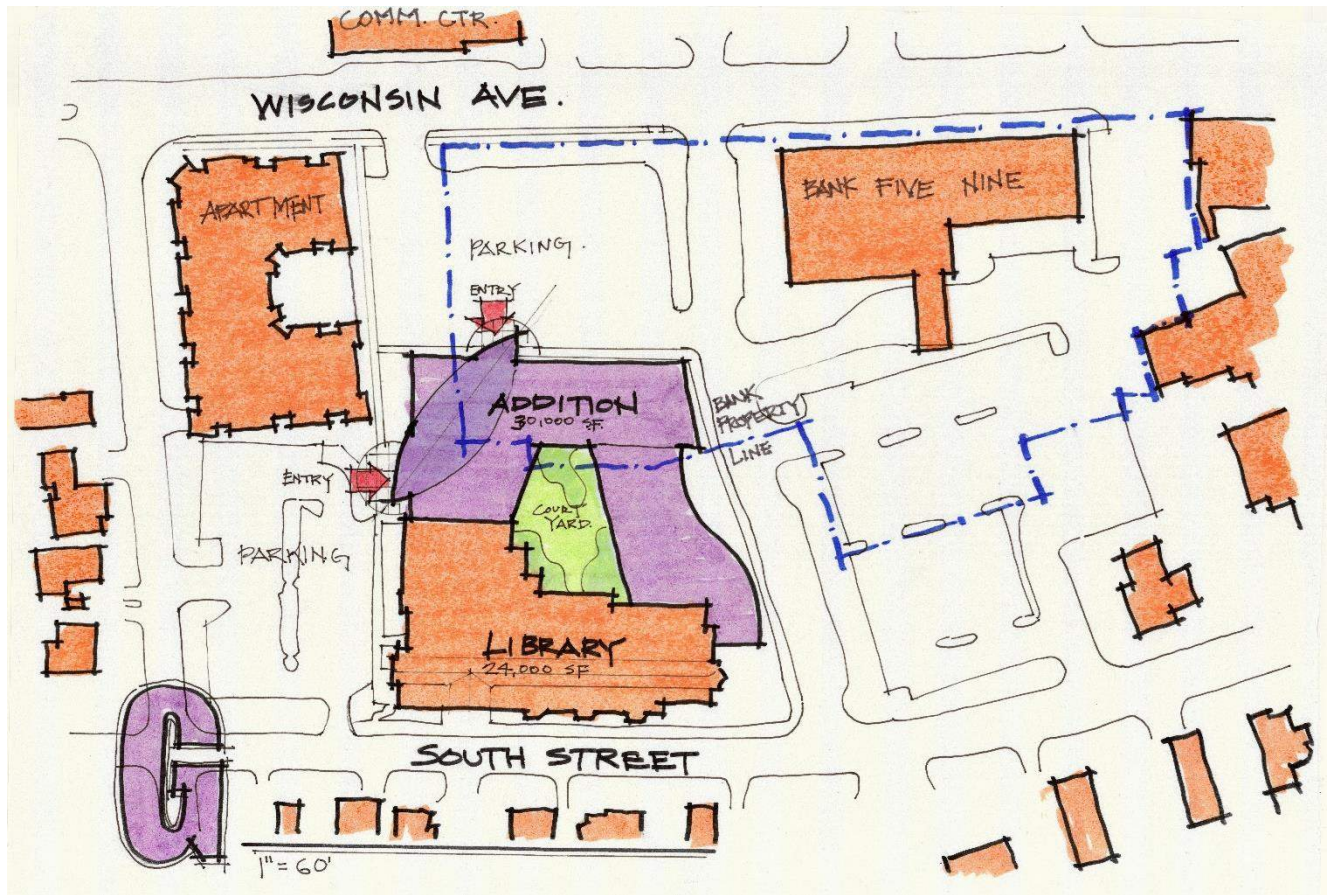 COMM. CTR.
WISCONSIN AVE.
APARTMENT
BANK FIVE NINE
PARKING.
ENTRY
ADDITION
30,000 SF.
BANK
PROPERTY
LINE
ENTRY
COURT
YARD.
PARKING
LIBRARY
24,000 SF
G
SOUTH STREET
1"=60'